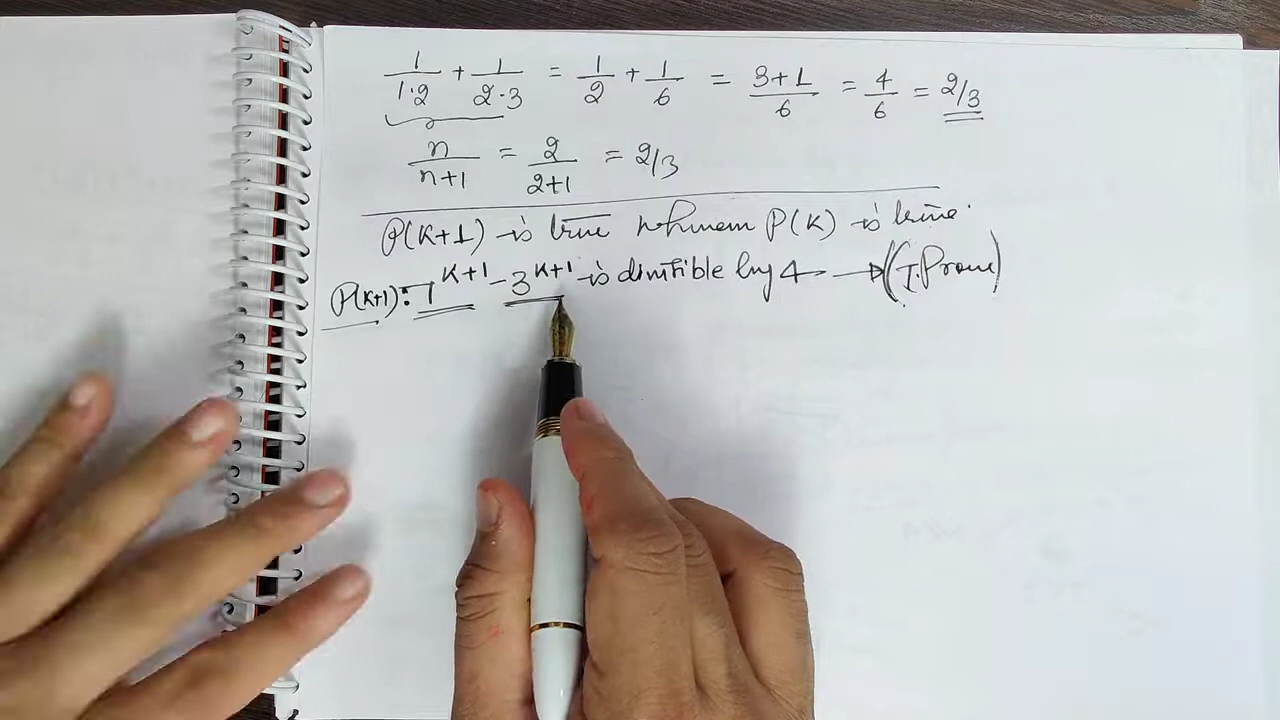 1/1·2 + 1/2·3 = 1/2 + 1/6 = 3+1/6 = 4/6 = 2/3
n/n+1 = 2/2+1 = 2/3
P(K+1) is true whenever P(K) is true.
P(K+1): 7^K+1 - 3^K+1 is divisible by 4 → (T.Prove)